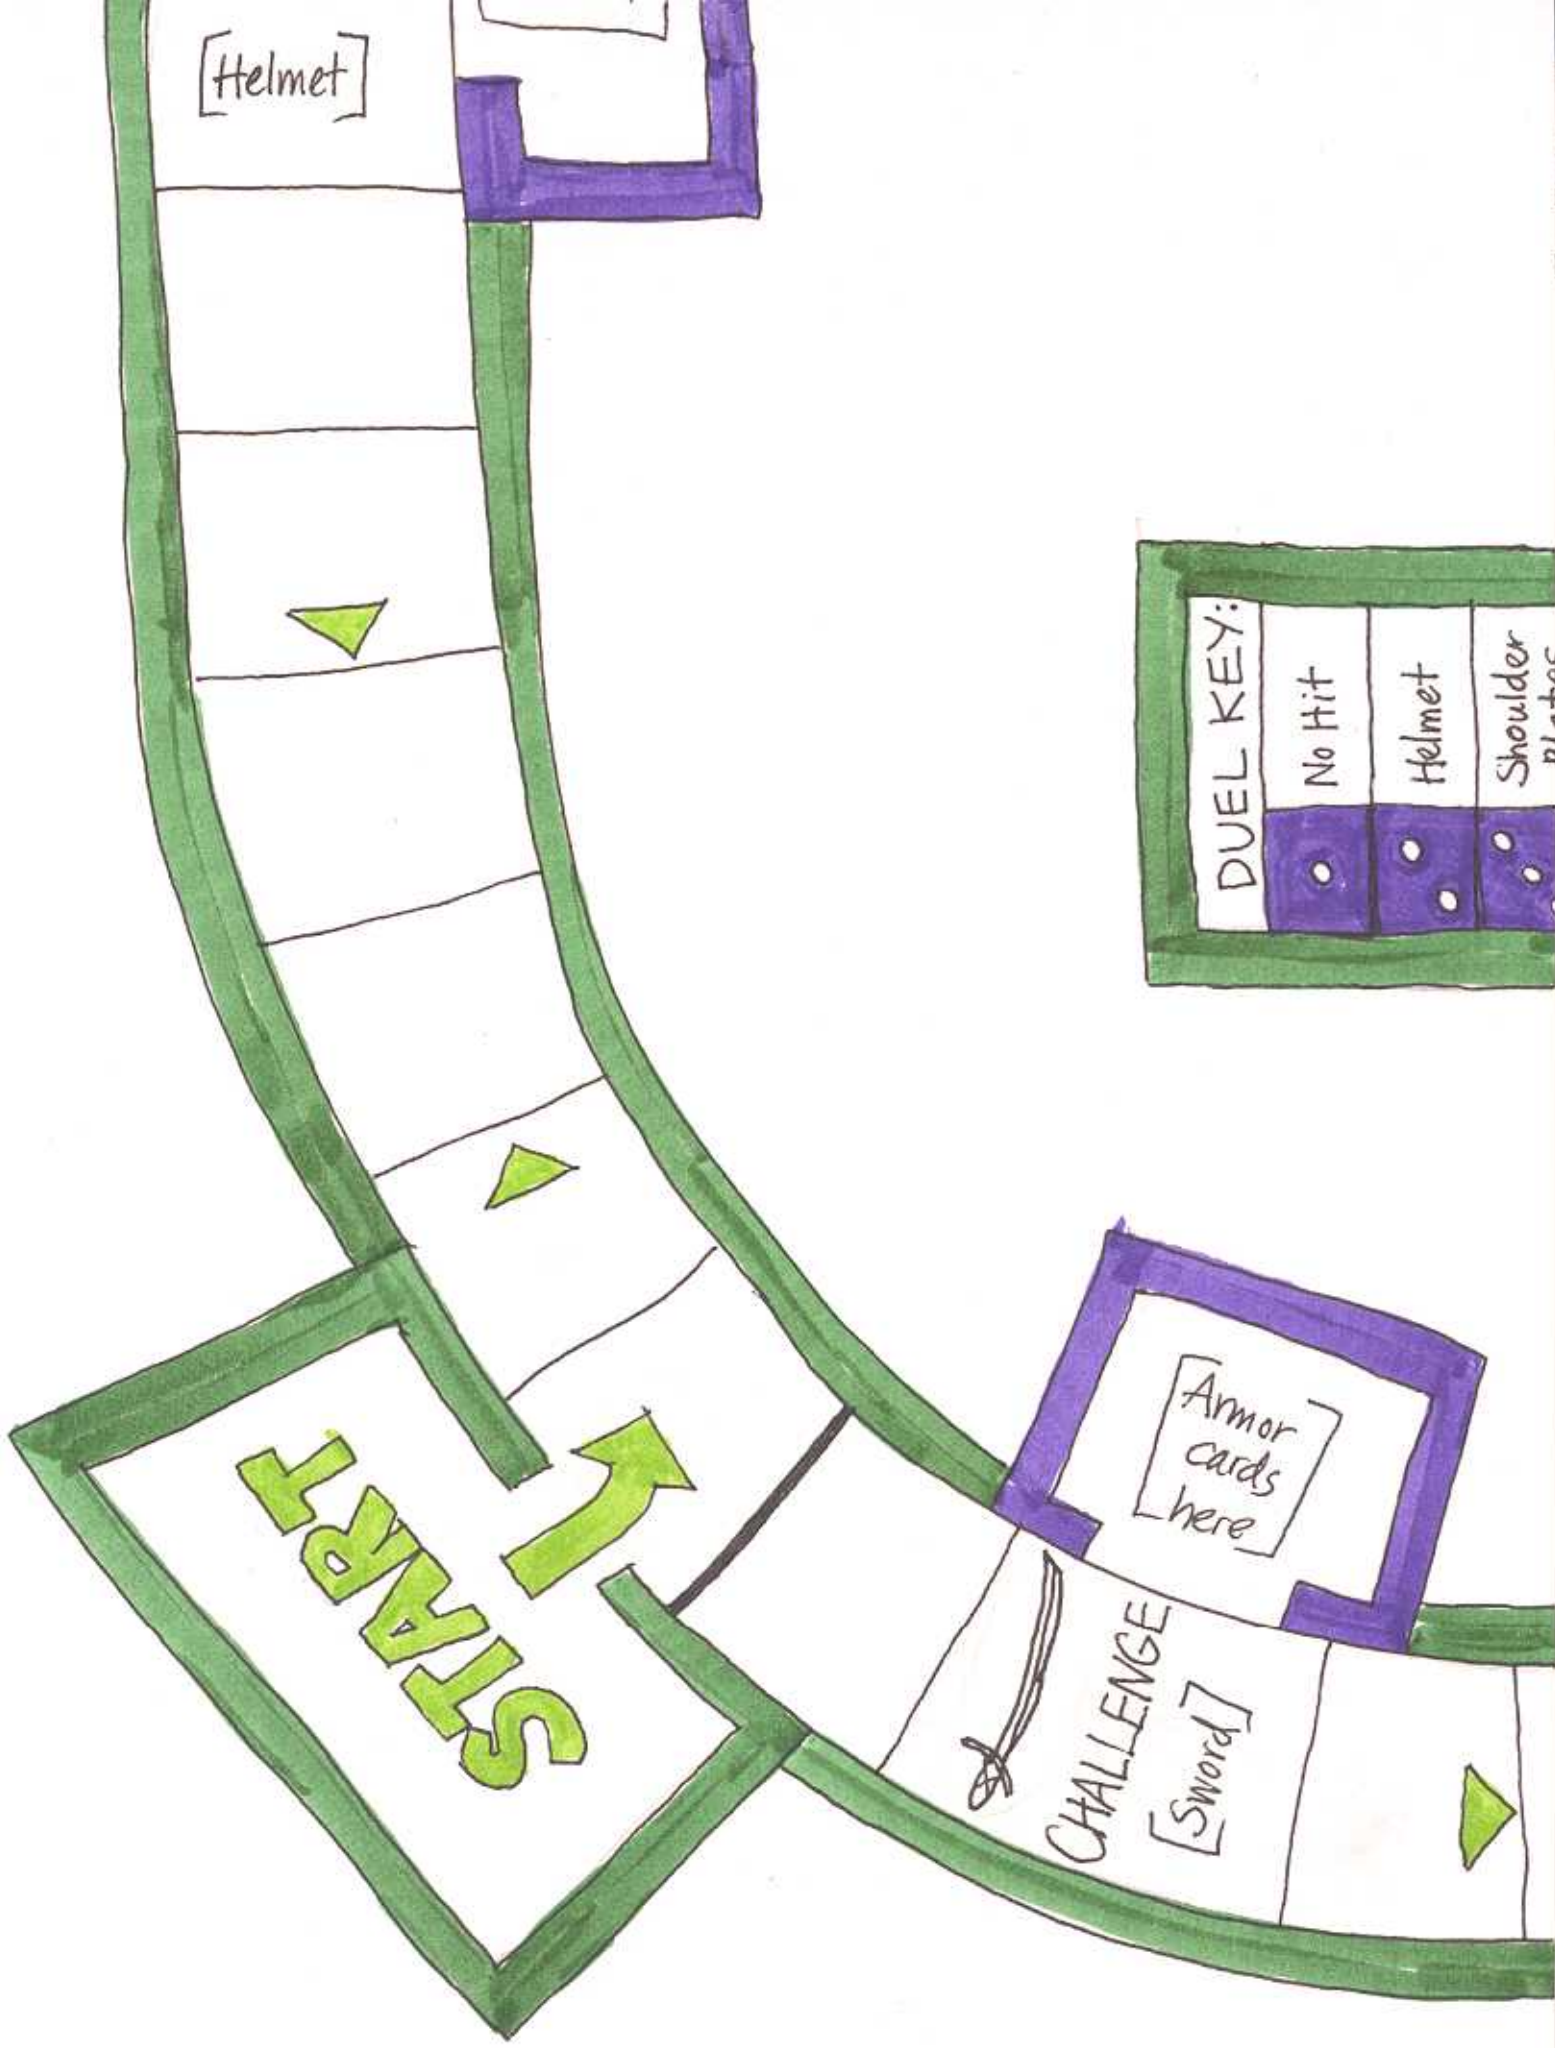 [Helmet]
DUEL KEY:
No Hit
Helmet
Shoulder
[Armor
cards
here]
START
CHALLENGE
[Sword]